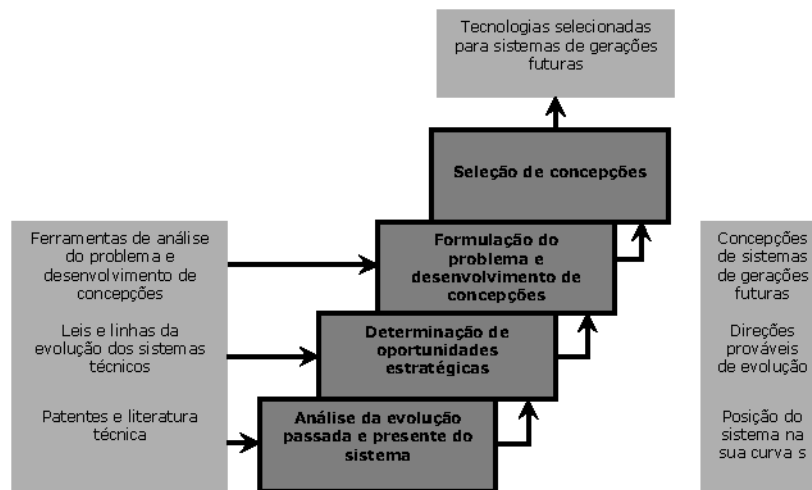 Tecnologias selecionadas
para sistemas de gerações
futuras
Seleção de concepções
Ferramentas de análise
do problema e
desenvolvimento de
concepções
Formulação do
problema e
desenvolvimento de
concepções
Concepções
de sistemas
de gerações
futuras
Leis e linhas da
evolução dos sistemas
técnicos
Determinação de
oportunidades
estratégicas
Direções
prováveis
de evolução
Patentes e literatura
técnica
Análise da evolução
passada e presente do
sistema
Posição do
sistema na
sua curva s